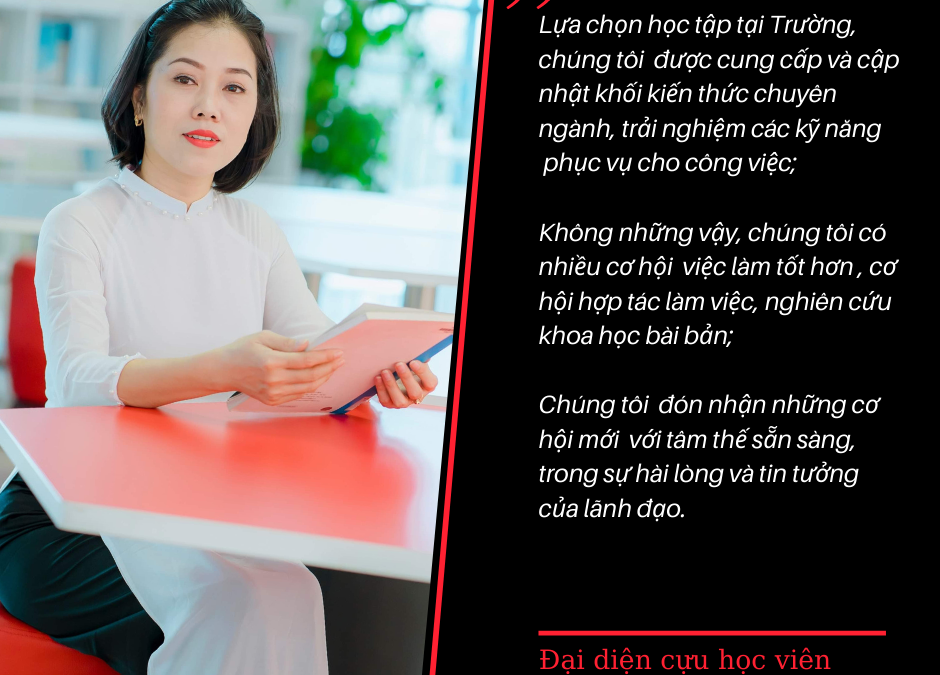 Lựa chọn học tập tại Trường,
chúng tôi được cung cấp và cập
nhật khối kiến thức chuyên
ngành, trải nghiệm các kỹ năng
phục vụ cho công việc;
Không những vậy, chúng tôi có
nhiều cơ hội việc làm tốt hơn , cơ
hội hợp tác làm việc, nghiên cứu
khoa học bài bản;
Chúng tôi đón nhận những cơ
hội mới với tâm thế sẵn sàng,
trong sự hài lòng và tin tưởng
của lãnh đạo.
Đại diện cựu học viên